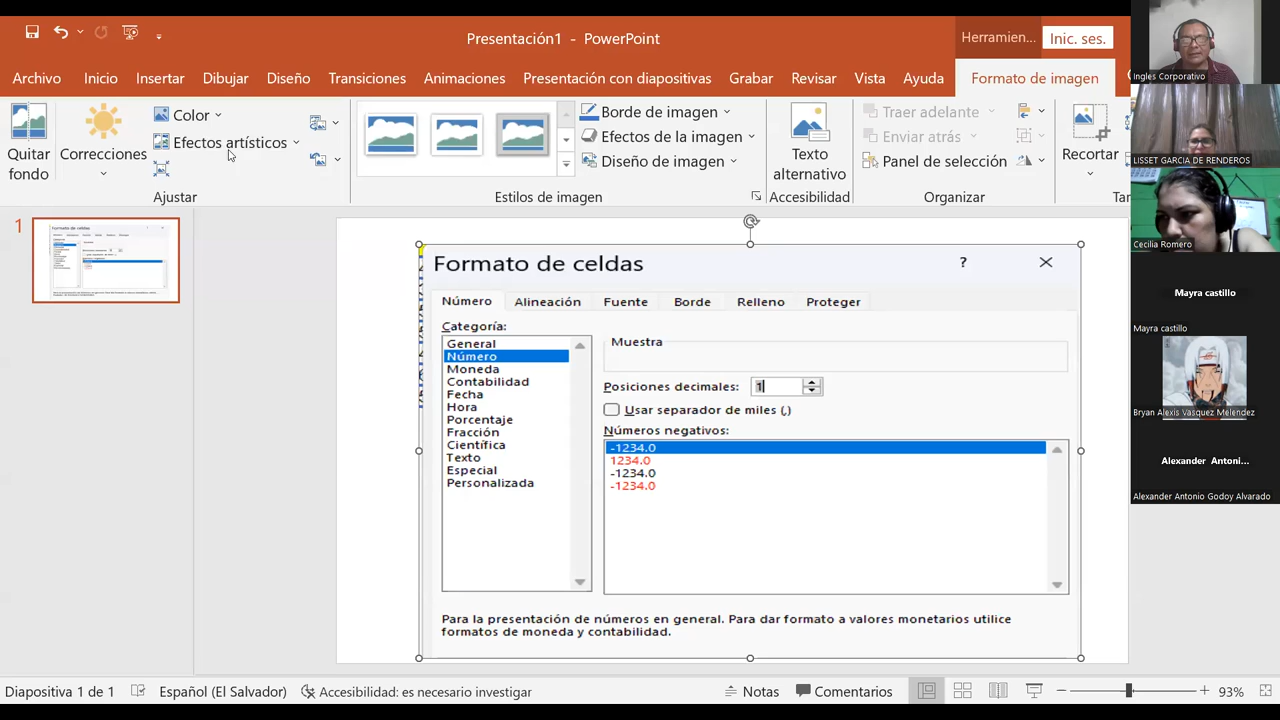 Presentación1 - PowerPoint
Herramien...
Inic. ses.
Archivo
Inicio
Insertar
Dibujar
Diseño
Transiciones
Animaciones
Presentación con diapositivas
Grabar
Revisar
Vista
Ayuda
Formato de imagen
Quitar
fondo
Correcciones
Color
Efectos artísticos
Ajustar
Estilos de imagen
Borde de imagen
Efectos de la imagen
Diseño de imagen
Texto
alternativo
Accesibilidad
Traer adelante
Enviar atrás
Panel de selección
Organizar
Recortar
Ingles Corporativo
LISSET GARCIA DE RENDEROS
Cecilia Romero
Mayra castillo
Mayra castillo
Bryan Alexis Vasquez Melendez
Alexander Antoni...
Alexander Antonio Godoy Alvarado
1
Formato de celdas
?
Número
Alineación
Fuente
Borde
Relleno
Proteger
Categoría:
General
Número
Moneda
Contabilidad
Fecha
Hora
Porcentaje
Fracción
Científica
Texto
Especial
Personalizada
Muestra
Posiciones decimales: 1
Usar separador de miles (,)
Números negativos:
-1234.0
1234.0
-1234.0
-1234.0
Para la presentación de números en general. Para dar formato a valores monetarios utilice
formatos de moneda y contabilidad.
Diapositiva 1 de 1
Español (El Salvador)
Accesibilidad: es necesario investigar
Notas
Comentarios
93%